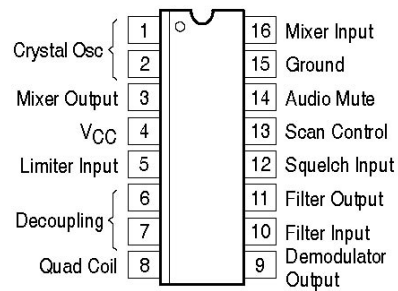 Crystal Osc
1
2
Mixer Output 3
VCC 4
Limiter Input 5
Decoupling
6
7
Quad Coil 8
16 Mixer Input
15 Ground
14 Audio Mute
13 Scan Control
12 Squelch Input
11 Filter Output
10 Filter Input
9 Demodulator
Output